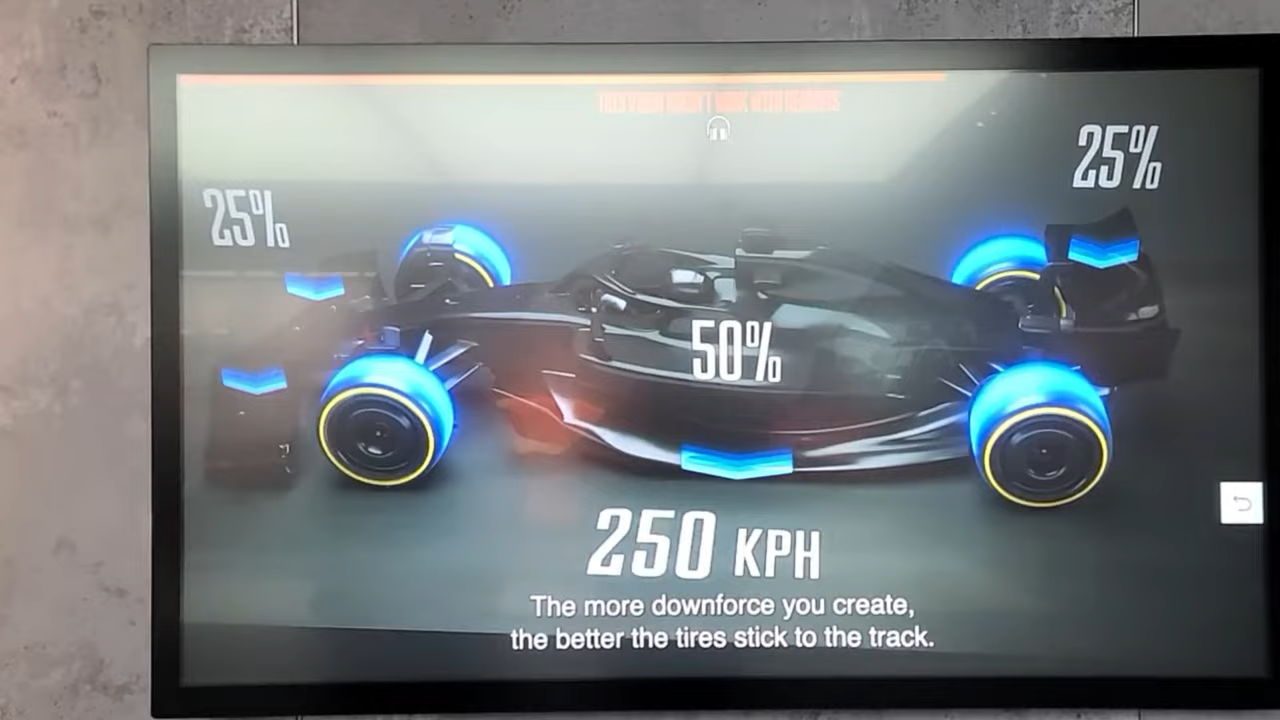 25%
25%
50%
250 KPH
The more downforce you create,
the better the tires stick to the track.